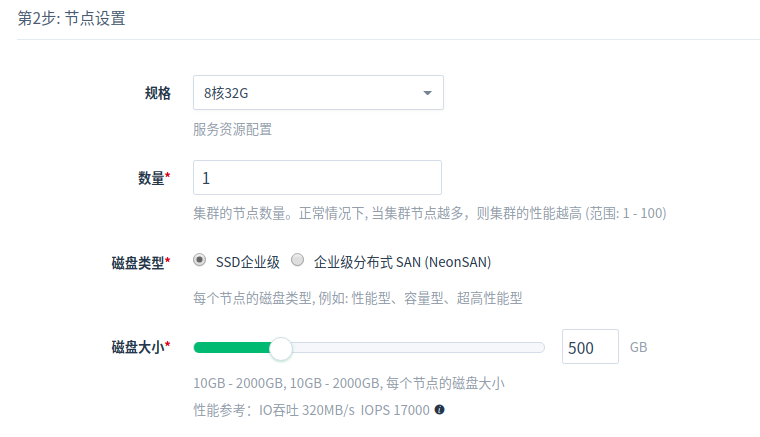 第2步: 节点设置
规格
8核32G
服务资源配置
数量*
1
集群的节点数量。正常情况下, 当集群节点越多，则集群的性能越高 (范围: 1 - 100)
磁盘类型*
SSD企业级 企业级分布式 SAN (NeonSAN)
每个节点的磁盘类型, 例如: 性能型、容量型、超高性能型
磁盘大小*
500 GB
10GB - 2000GB, 10GB - 2000GB, 每个节点的磁盘大小
性能参考：IO吞吐 320MB/s IOPS 17000